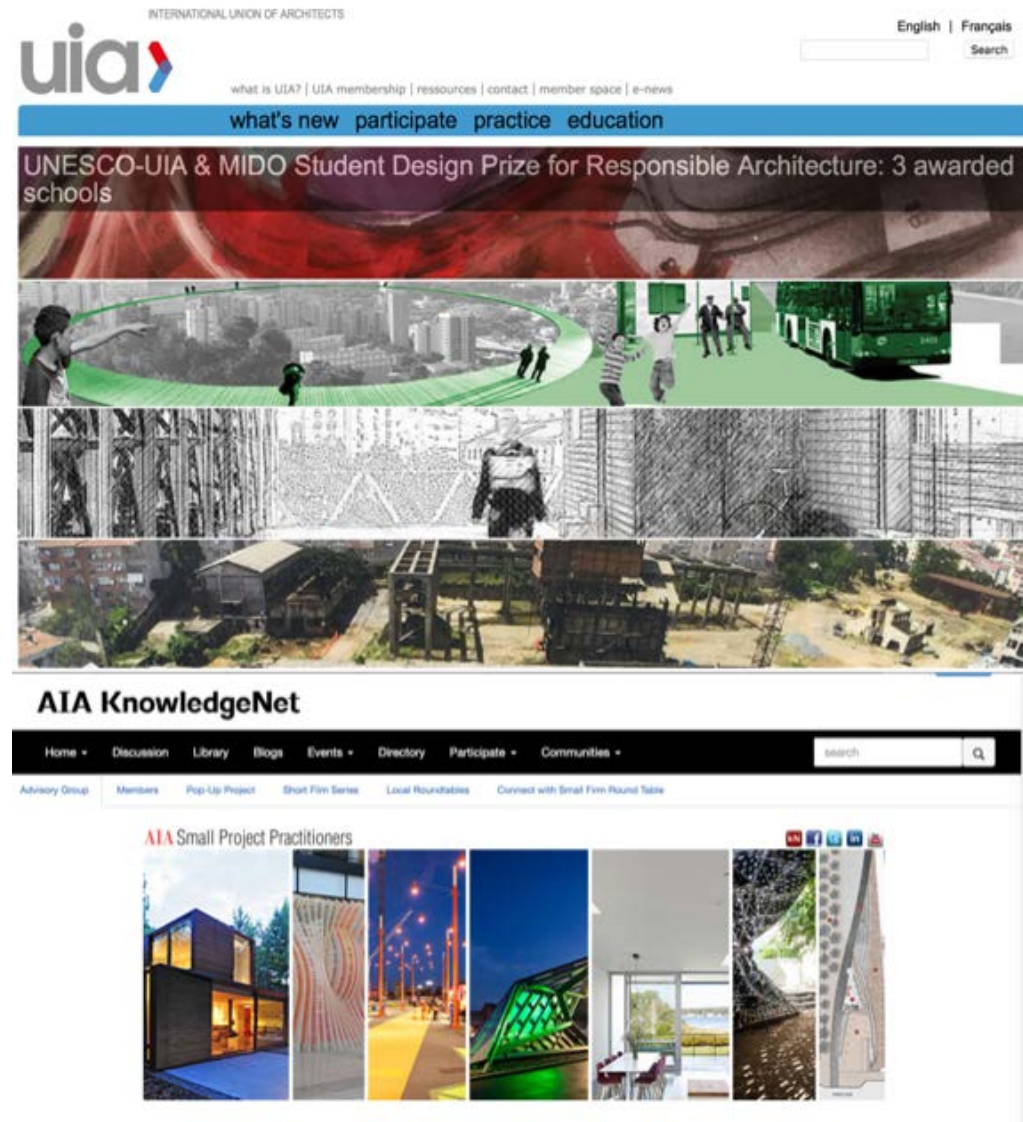 INTERNATIONAL UNION OF ARCHITECTS
uia
English | Français
Search
what is UIA? | UIA membership | ressources | contact | member space | e-news
what's new participate practice education
UNESCO-UIA & MIDO Student Design Prize for Responsible Architecture: 3 awarded
schools
AIA KnowledgeNet
Home Discussion Library Blogs Events Directory Participate Communities search
Advisory Group Members Pop-Up Project Short Film Series Local Roundtables Connect with Small Firm Round Table
AIA Small Project Practitioners